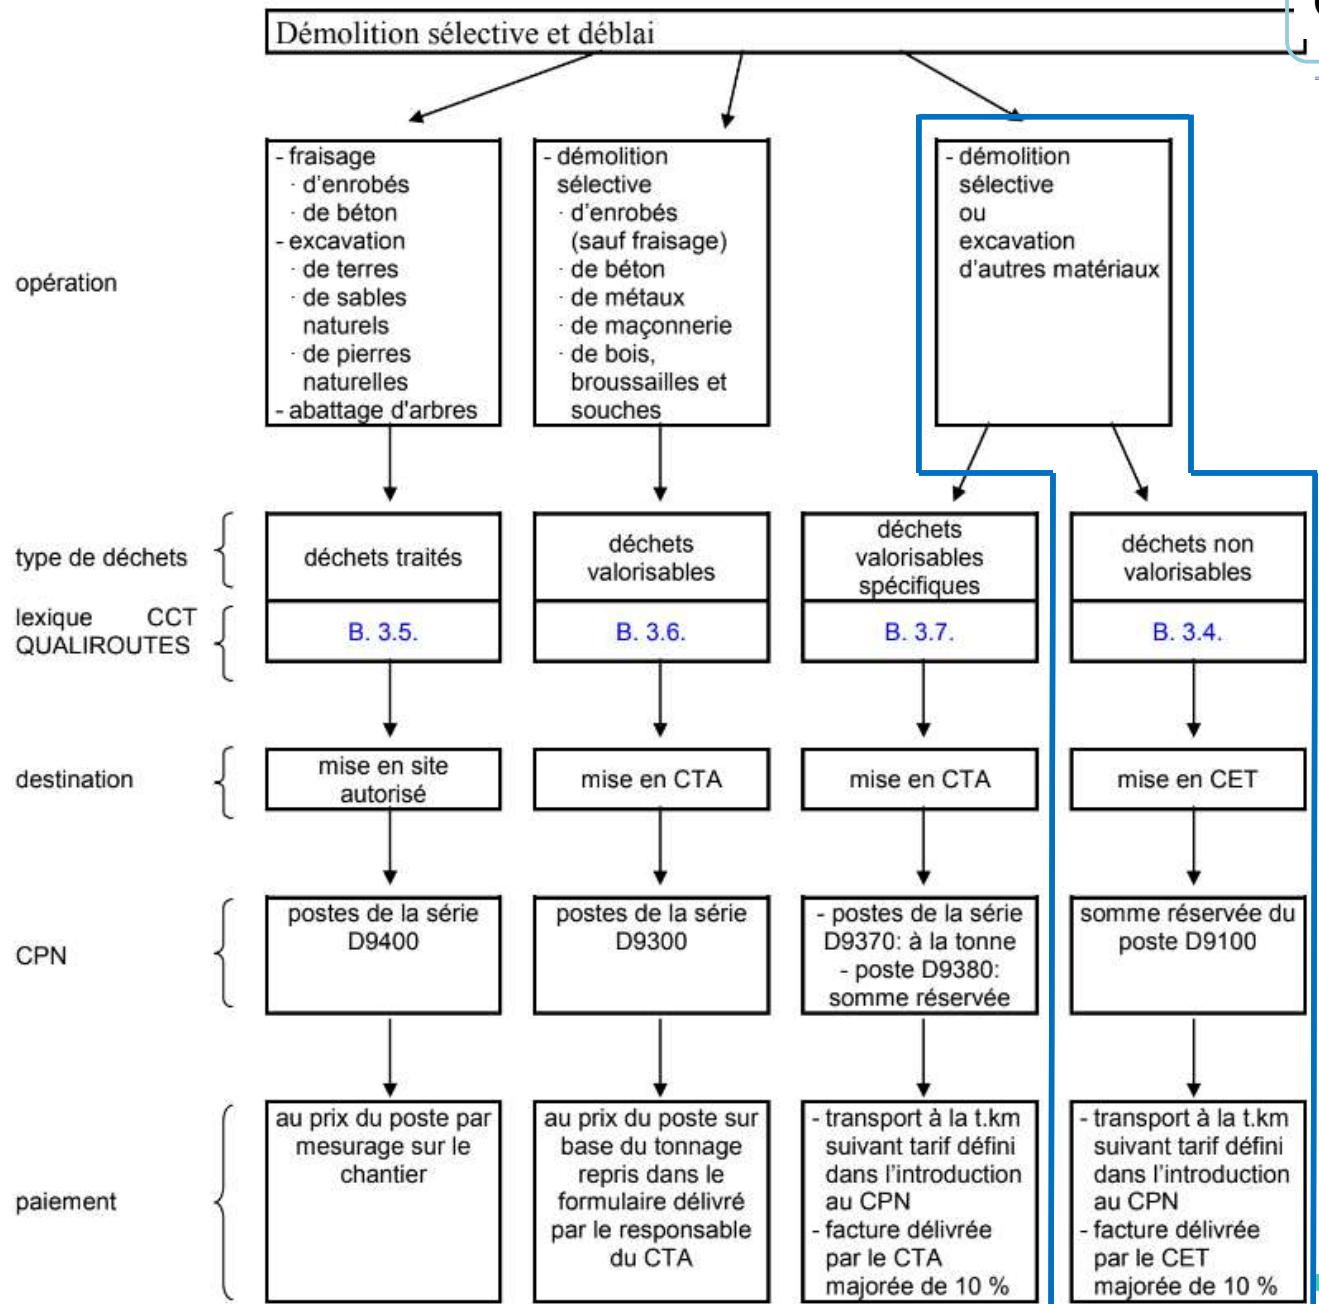 Démolition sélective et déblai
opération
- fraisage
· d'enrobés
· de béton
- excavation
· de terres
· de sables
naturels
· de pierres
naturelles
- abattage d'arbres
- démolition
sélective
· d'enrobés
(sauf fraisage)
· de béton
· de métaux
· de maçonnerie
· de bois,
broussailles et
souches
- démolition
sélective
ou
excavation
d'autres matériaux
type de déchets
déchets traités
déchets
valorisables
déchets
valorisables
spécifiques
déchets non
valorisables
lexique CCT
QUALIROUTES
B. 3.5.
B. 3.6.
B. 3.7.
B. 3.4.
destination
mise en site
autorisé
mise en CTA
mise en CTA
mise en CET
CPN
postes de la série
D9400
postes de la série
D9300
- postes de la série
D9370: à la tonne
- poste D9380:
somme réservée
somme réservée du
poste D9100
paiement
au prix du poste par
mesurage sur le
chantier
au prix du poste sur
base du tonnage
repris dans le
formulaire délivré
par le responsable
du CTA
- transport à la t.km
suivant tarif défini
dans l'introduction
au CPN
- facture délivrée
par le CTA
majorée de 10 %
- transport à la t.km
suivant tarif défini
dans l'introduction
au CPN
- facture délivrée
par le CET
majorée de 10 %